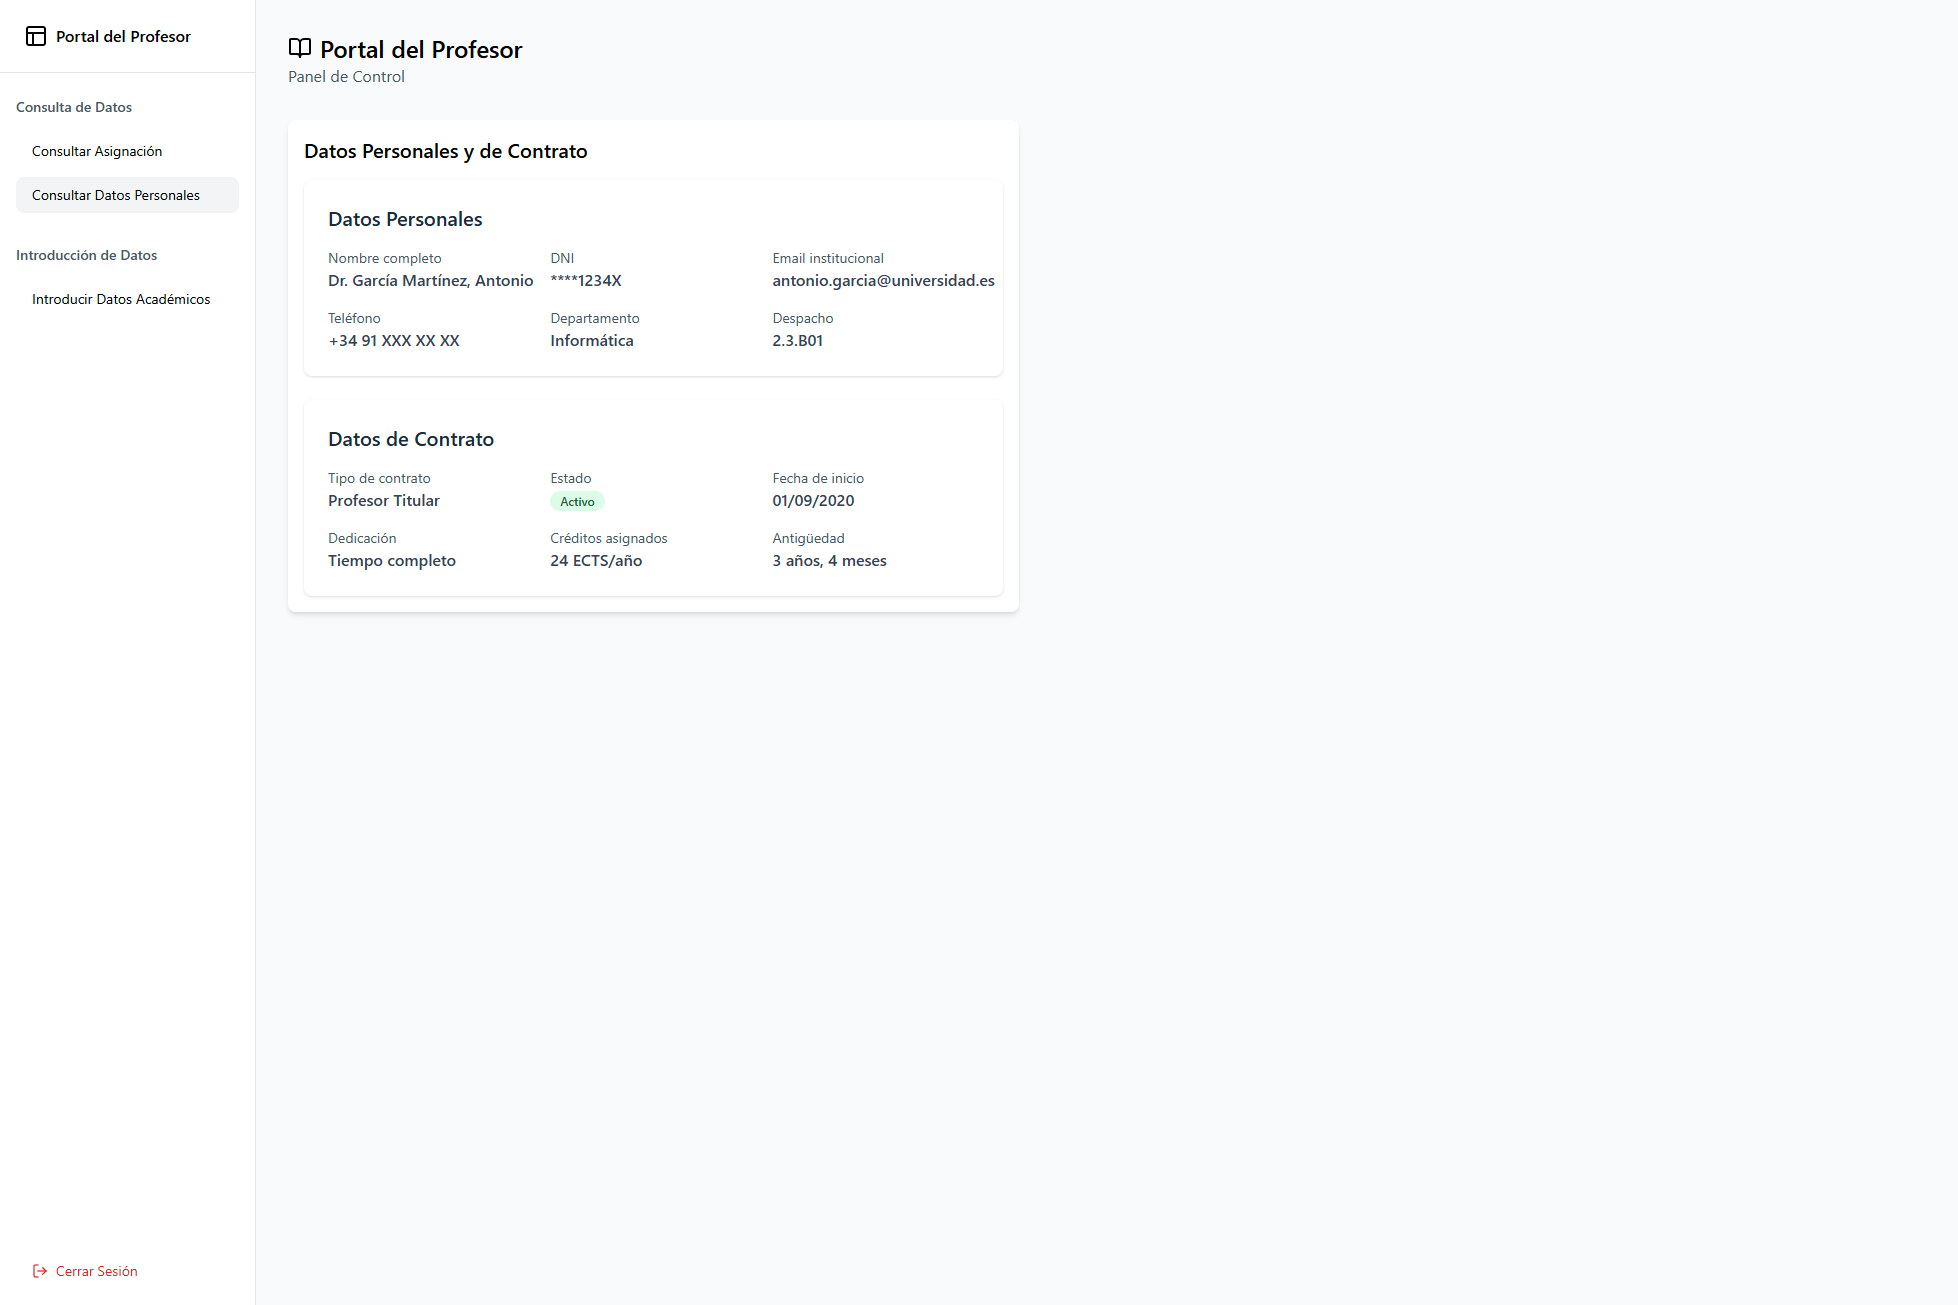 Portal del Profesor
Consulta de Datos
Consultar Asignación
Consultar Datos Personales
Introducción de Datos
Introducir Datos Académicos
Cerrar Sesión
Portal del Profesor
Panel de Control
Datos Personales y de Contrato
Datos Personales
Nombre completo DNI Email institucional
Dr. García Martínez, Antonio ****1234X antonio.garcia@universidad.es
Teléfono Departamento Despacho
+34 91 XXX XX XX Informática 2.3.B01
Datos de Contrato
Tipo de contrato Estado Fecha de inicio
Profesor Titular Activo 01/09/2020
Dedicación Créditos asignados Antigüedad
Tiempo completo 24 ECTS/año 3 años, 4 meses